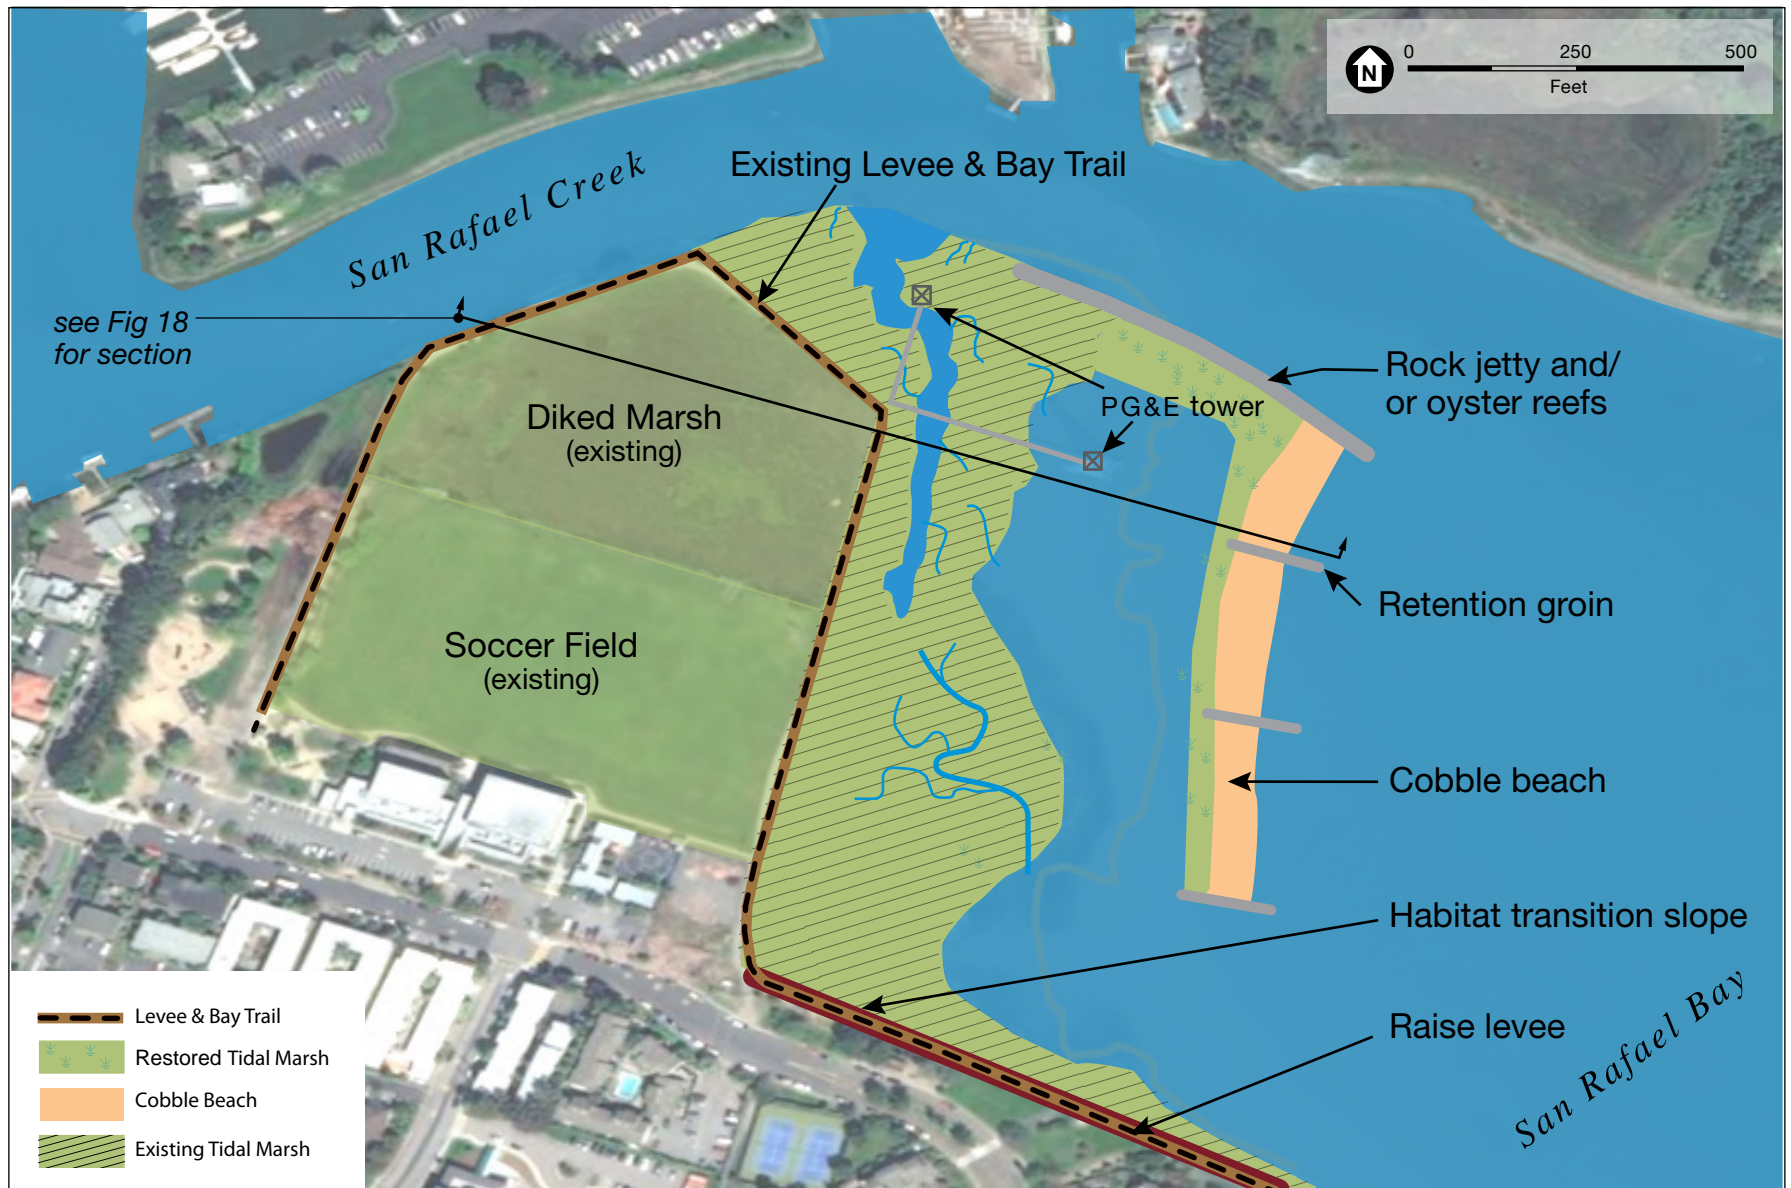 N
0 250 500
Feet
Existing Levee & Bay Trail
San Rafael Creek
see Fig 18
for section
Rock jetty and/
or oyster reefs
PG&E tower
Diked Marsh
(existing)
Retention groin
Soccer Field
(existing)
Cobble beach
Habitat transition slope
Raise levee
San Rafael Bay
Levee & Bay Trail
Restored Tidal Marsh
Cobble Beach
Existing Tidal Marsh